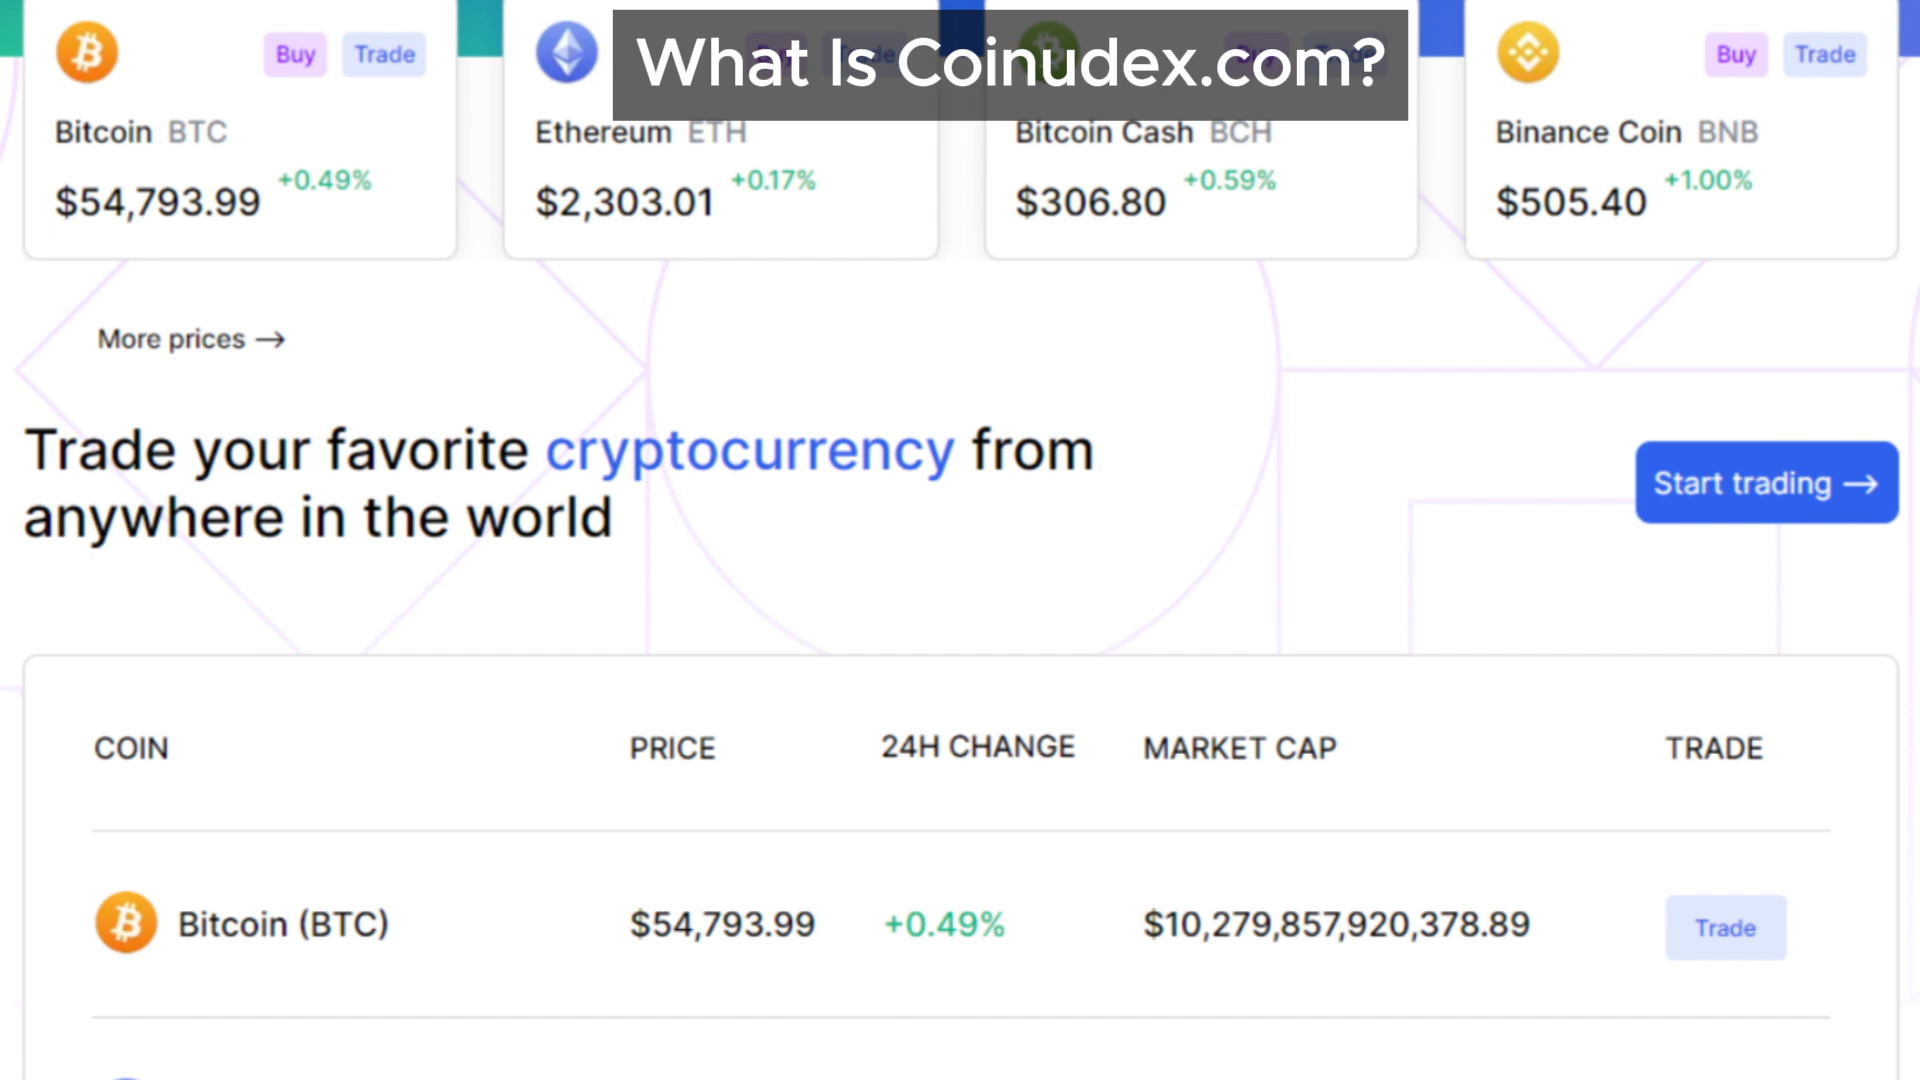 What Is Coinudex.com?
Buy Trade
Bitcoin BTC
$54,793.99 +0.49%
Ethereum ETH
$2,303.01 +0.17%
Buy Trade
Bitcoin Cash BCH
$306.80 +0.59%
Buy Trade
Binance Coin BNB
$505.40 +1.00%
More prices →
Trade your favorite cryptocurrency from
anywhere in the world
Start trading →
COIN PRICE 24H CHANGE MARKET CAP TRADE
Bitcoin (BTC) $54,793.99 +0.49% $10,279,857,920,378.89 Trade